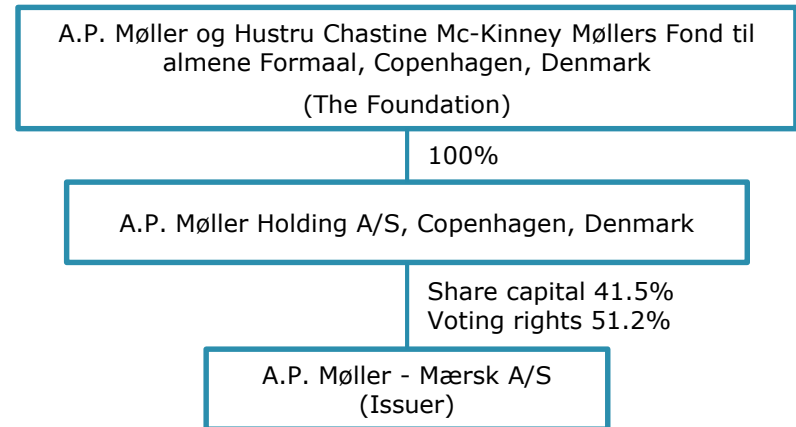 A.P. Møller og Hustru Chastine Mc-Kinney Møllers Fond til
almene Formaal, Copenhagen, Denmark
(The Foundation)
100%
A.P. Møller Holding A/S, Copenhagen, Denmark
Share capital 41.5%
Voting rights 51.2%
A.P. Møller - Mærsk A/S
(Issuer)